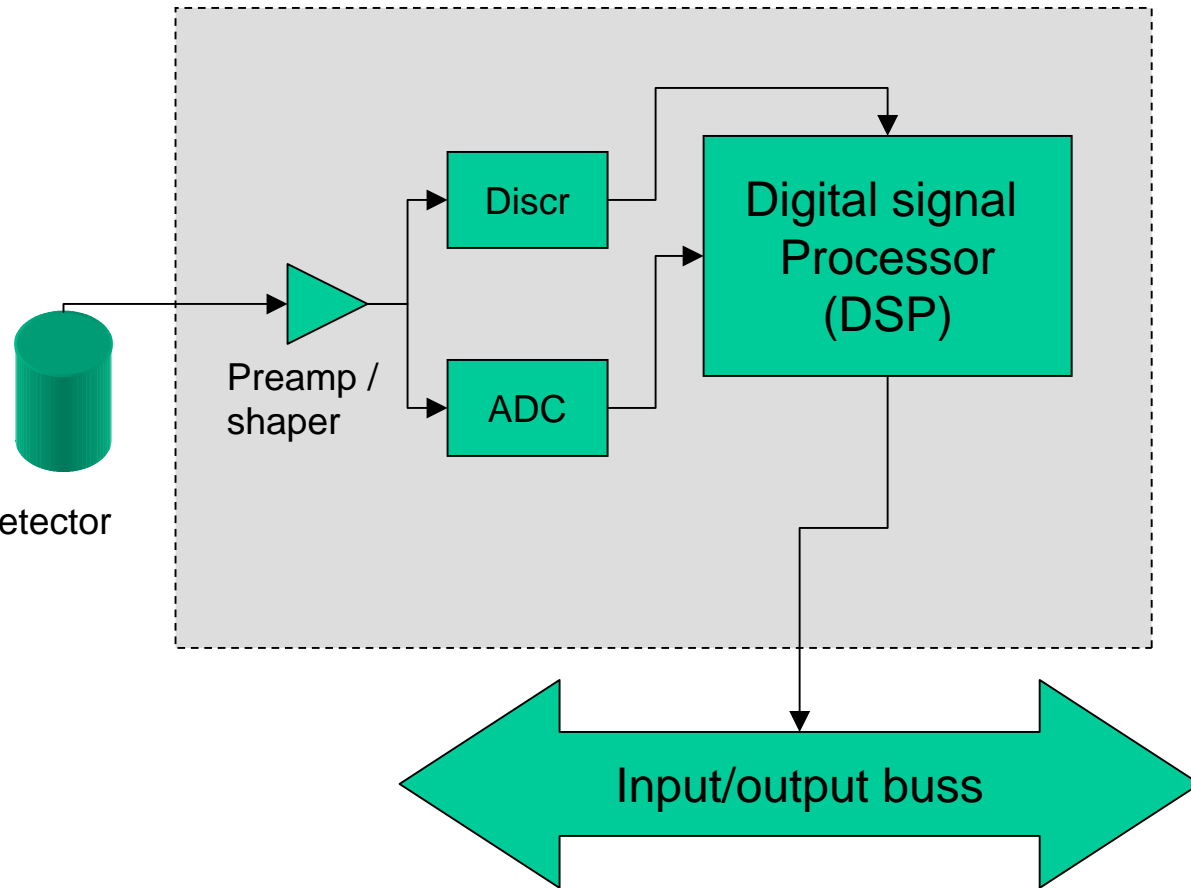 Discr
Digital signal
Processor
(DSP)
Preamp /
shaper
ADC
etector
Input/output buss